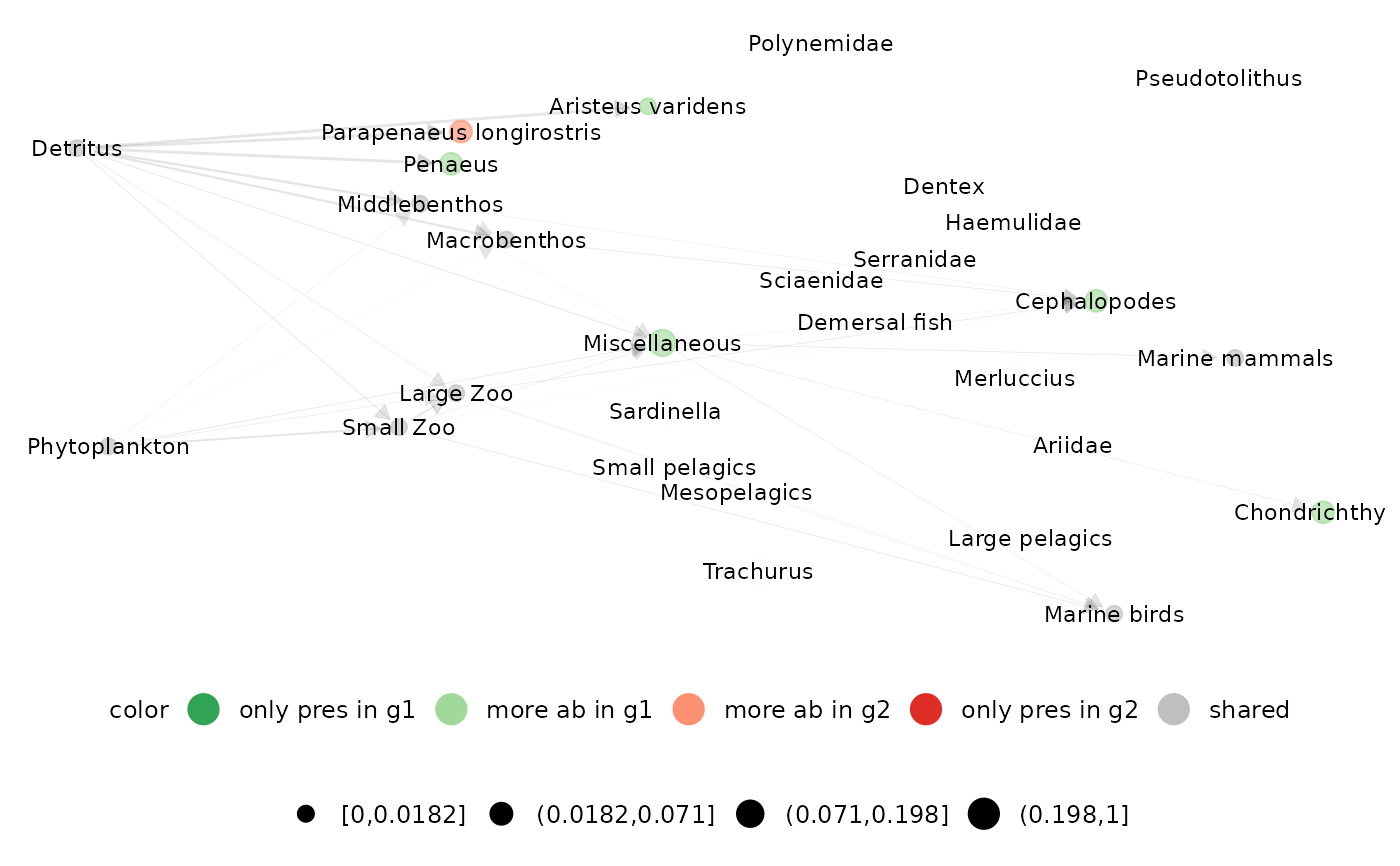 Polynemidae
Pseudotolithus
Aristeus varidens
Parapenaeus longirostris
Detritus
Penaeus
Dentex
Middlebenthos
Haemulidae
Macrobenthos
Serranidae
Sciaenidae
Cephalopodes
Demersal fish
Miscellaneous
Marine mammals
Merluccius
Large Zoo
Sardinella
Small Zoo
Phytoplankton
Ariidae
Small pelagics
Mesopelagics
Chondrichthy
Large pelagics
Trachurus
Marine birds
color only pres in g1 more ab in g1 more ab in g2 only pres in g2 shared
[0,0.0182] (0.0182,0.071] (0.071,0.198] (0.198,1]